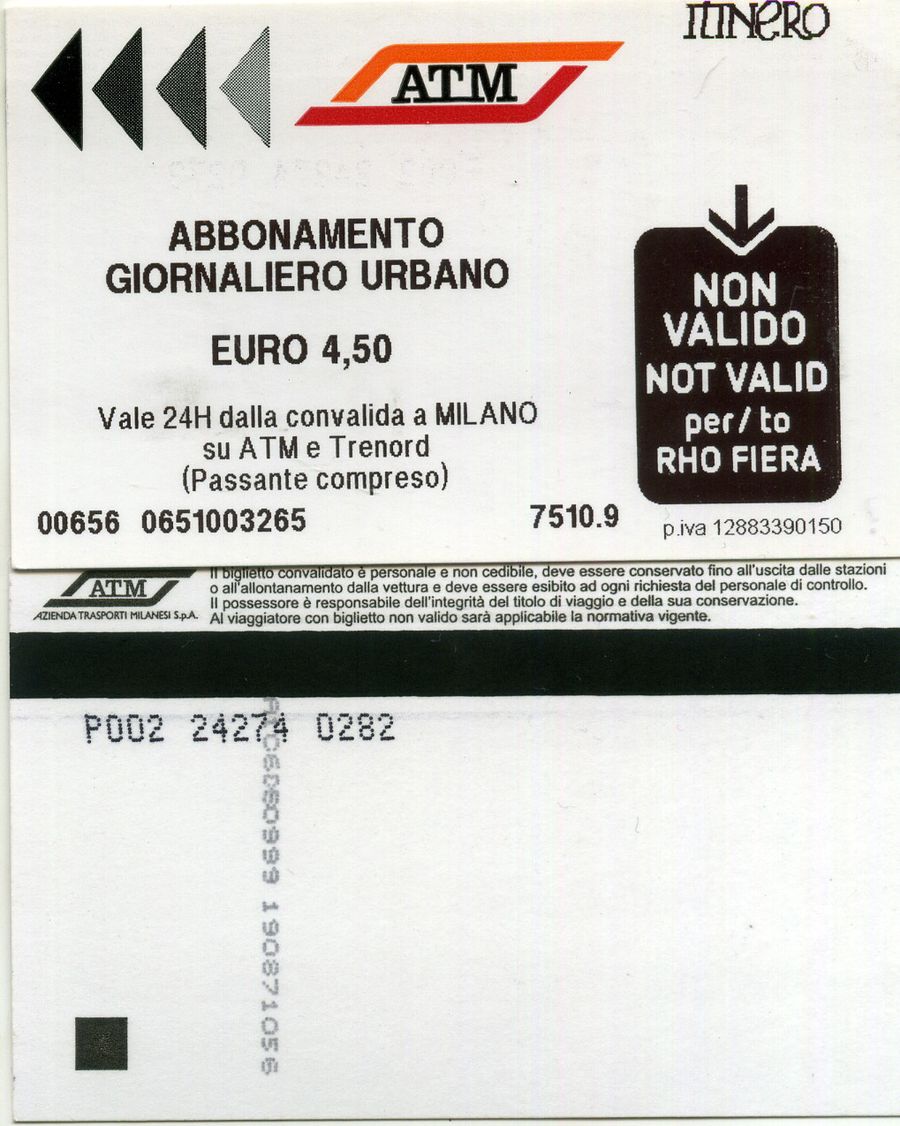 ITINERO
ATM
ABBONAMENTO
GIORNALIERO URBANO
EURO 4,50
Vale 24H dalla convalida a MILANO
su ATM e Trenord
(Passante compreso)
00656 0651003265
7510.9
NON
VALIDO
NOT VALID
per/to
RHO FIERA
p.iva 12883390150
ATM
AZIENDA TRASPORTI MILANESI S.p.A.
Il biglietto convalidato è personale e non cedibile, deve essere conservato fino all'uscita dalle stazioni
o all'allontanamento dalla vettura e deve essere esibito ad ogni richiesta del personale di controllo.
Il possessore è responsabile dell'integrità del titolo di viaggio e della sua conservazione.
Al viaggiatore con biglietto non valido sarà applicabile la normativa vigente.
P002 24274 0282
190871056